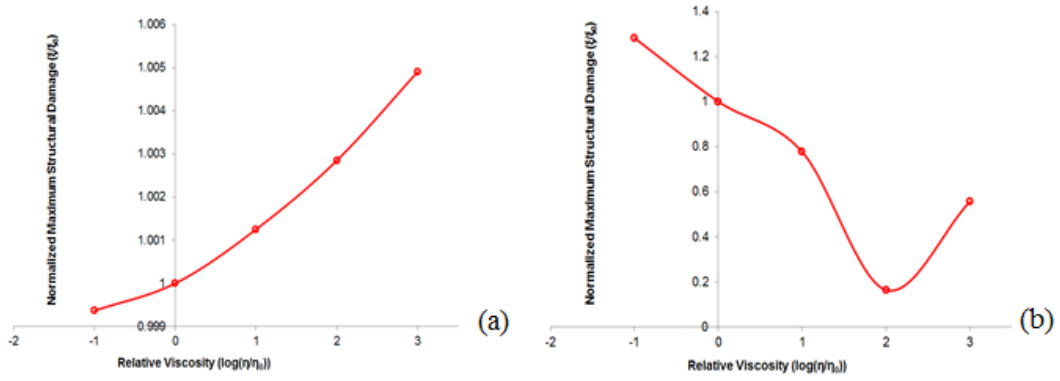 Normalized Maximum Structural Damage (ξ/ξ₀)
1.006
1.005
1.004
1.003
1.002
1.001
1
0.999
-2 -1 0 1 2 3
Relative Viscosity (log(η/η₀))
(a)
Normalized Maximum Structural Damage (ξ/ξ₀)
1.4
1.2
1
0.8
0.6
0.4
0.2
0
-2 -1 0 1 2 3
Relative Viscosity (log(η/η₀))
(b)